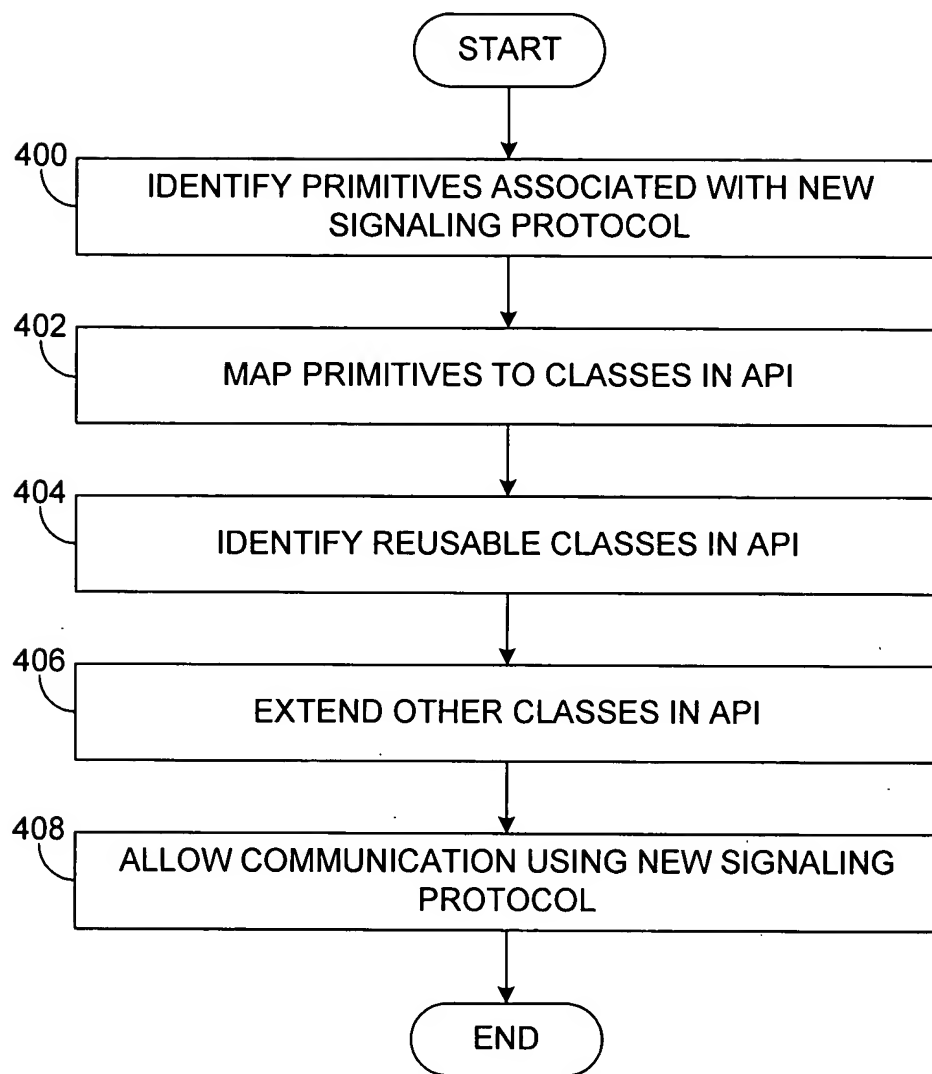 START
400
IDENTIFY PRIMITIVES ASSOCIATED WITH NEW
SIGNALING PROTOCOL
402
MAP PRIMITIVES TO CLASSES IN API
404
IDENTIFY REUSABLE CLASSES IN API
406
EXTEND OTHER CLASSES IN API
408
ALLOW COMMUNICATION USING NEW SIGNALING
PROTOCOL
END